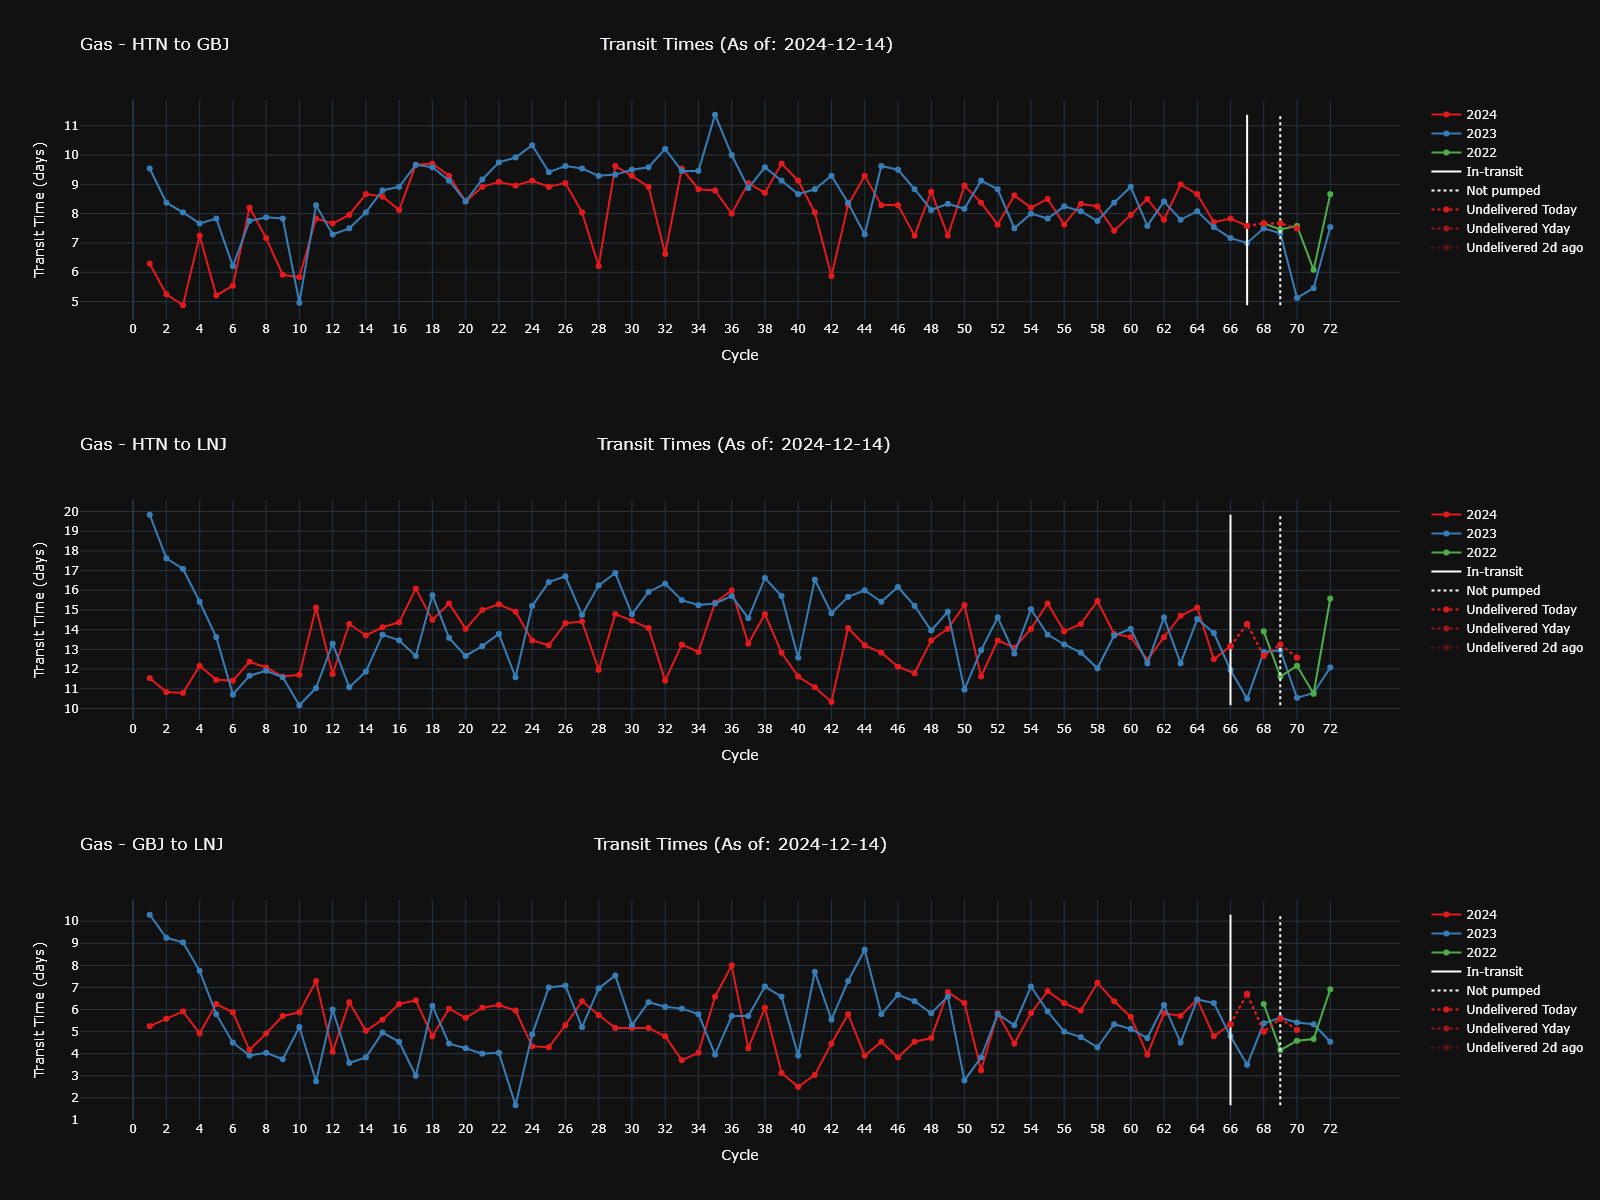 Gas - HTN to GBJ
Transit Times (As of: 2024-12-14)
Transit Time (days)
11
10
9
8
7
6
5
0 2 4 6 8 10 12 14 16 18 20 22 24 26 28 30 32 34 36 38 40 42 44 46 48 50 52 54 56 58 60 62 64 66 68 70 72
Cycle
2024
2023
2022
In-transit
Not pumped
Undelivered Today
Undelivered Yday
Undelivered 2d ago
Gas - HTN to LNJ
Transit Times (As of: 2024-12-14)
Transit Time (days)
20
19
18
17
16
15
14
13
12
11
10
0 2 4 6 8 10 12 14 16 18 20 22 24 26 28 30 32 34 36 38 40 42 44 46 48 50 52 54 56 58 60 62 64 66 68 70 72
Cycle
2024
2023
2022
In-transit
Not pumped
Undelivered Today
Undelivered Yday
Undelivered 2d ago
Gas - GBJ to LNJ
Transit Times (As of: 2024-12-14)
Transit Time (days)
10
9
8
7
6
5
4
3
2
1
0 2 4 6 8 10 12 14 16 18 20 22 24 26 28 30 32 34 36 38 40 42 44 46 48 50 52 54 56 58 60 62 64 66 68 70 72
Cycle
2024
2023
2022
In-transit
Not pumped
Undelivered Today
Undelivered Yday
Undelivered 2d ago